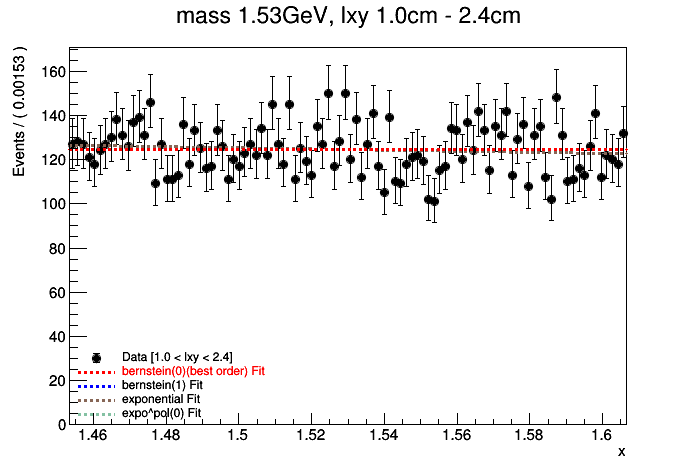 mass 1.53GeV, lxy 1.0cm - 2.4cm
Events / ( 0.00153 )
160
140
120
100
80
60
40
20
0
Data [1.0 < lxy < 2.4]
bernstein(0)(best order) Fit
bernstein(1) Fit
exponential Fit
expo^pol(0) Fit
1.46 1.48 1.5 1.52 1.54 1.56 1.58 1.6
x